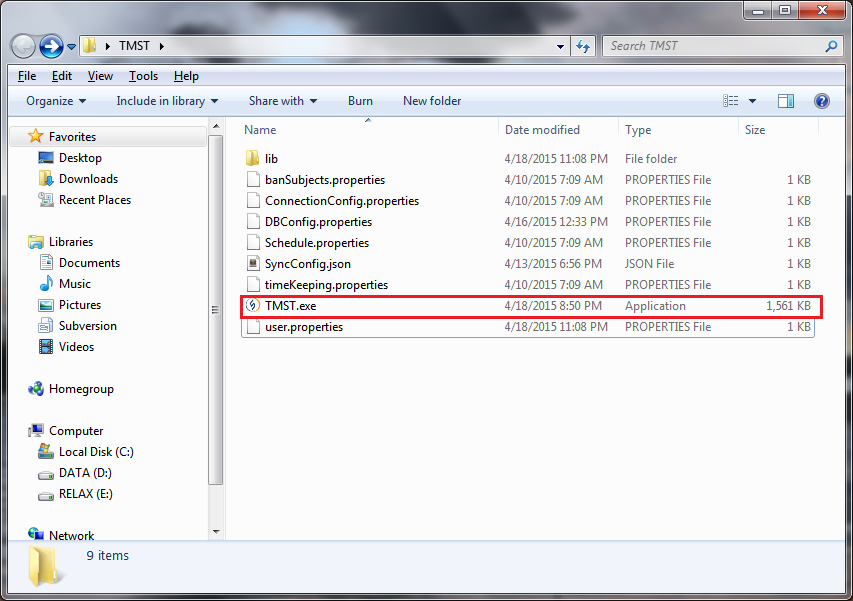 TMST
Search TMST
File Edit View Tools Help
Organize Include in library Share with Burn New folder
Favorites
Desktop
Downloads
Recent Places
Libraries
Documents
Music
Pictures
Subversion
Videos
Homegroup
Computer
Local Disk (C:)
DATA (D:)
RELAX (E:)
Network
Name Date modified Type Size
lib 4/18/2015 11:08 PM File folder
banSubjects.properties 4/10/2015 7:09 AM PROPERTIES File 1 KB
ConnectionConfig.properties 4/10/2015 7:09 AM PROPERTIES File 1 KB
DBConfig.properties 4/16/2015 12:33 PM PROPERTIES File 1 KB
Schedule.properties 4/10/2015 7:09 AM PROPERTIES File 1 KB
SyncConfig.json 4/13/2015 6:56 PM JSON File 1 KB
timeKeeping.properties 4/10/2015 7:09 AM PROPERTIES File 1 KB
TMST.exe 4/18/2015 8:50 PM Application 1,561 KB
user.properties 4/18/2015 11:08 PM PROPERTIES File 1 KB
9 items